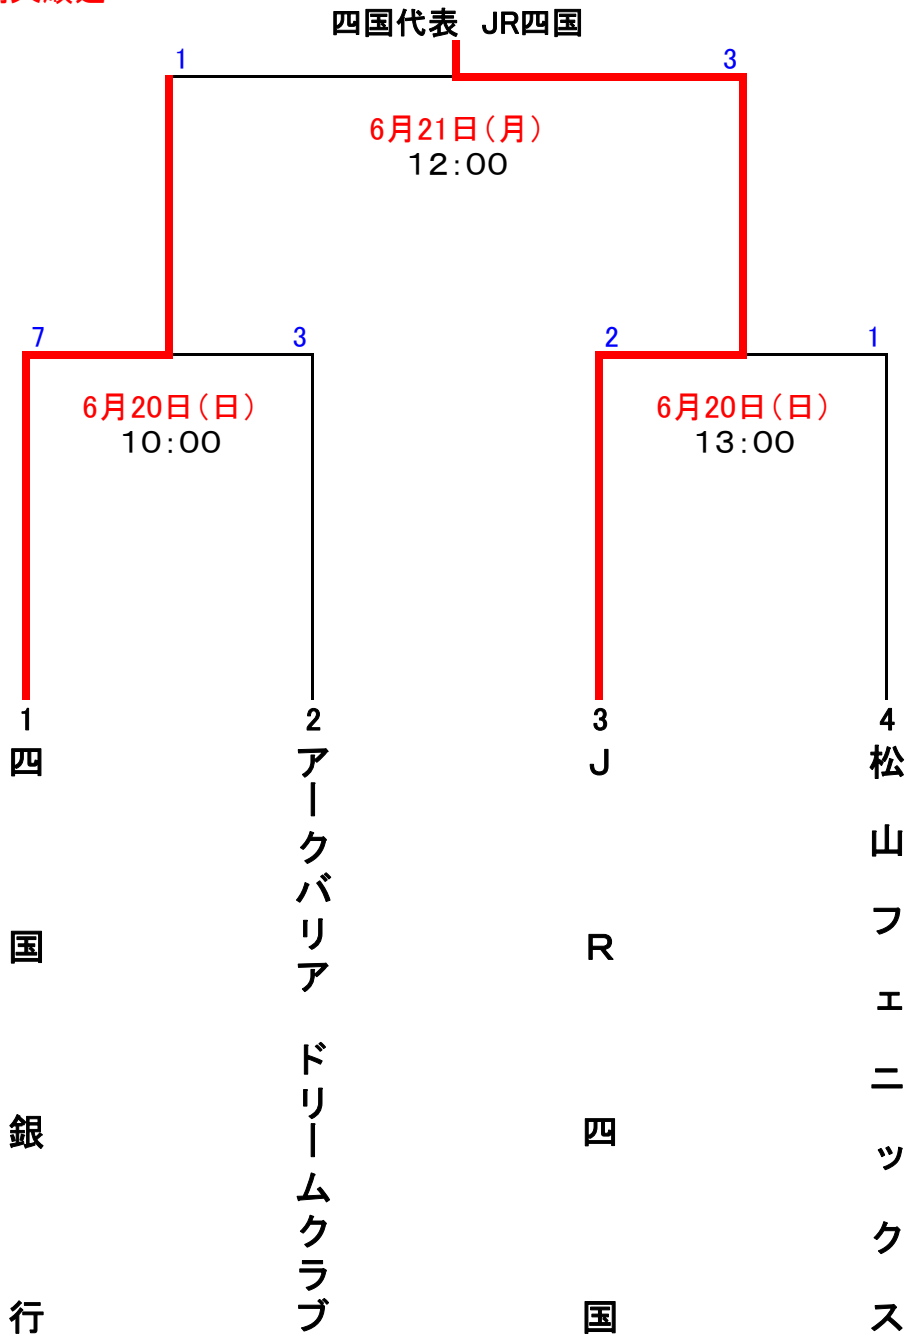 四国代表 JR四国
1
3
6月21日(月)
12:00
7
3
2
1
6月20日(日)
10:00
6月20日(日)
13:00
1
2
3
4
四国銀行
アークバリア ドリームクラブ
JR四国
松山フェニックス